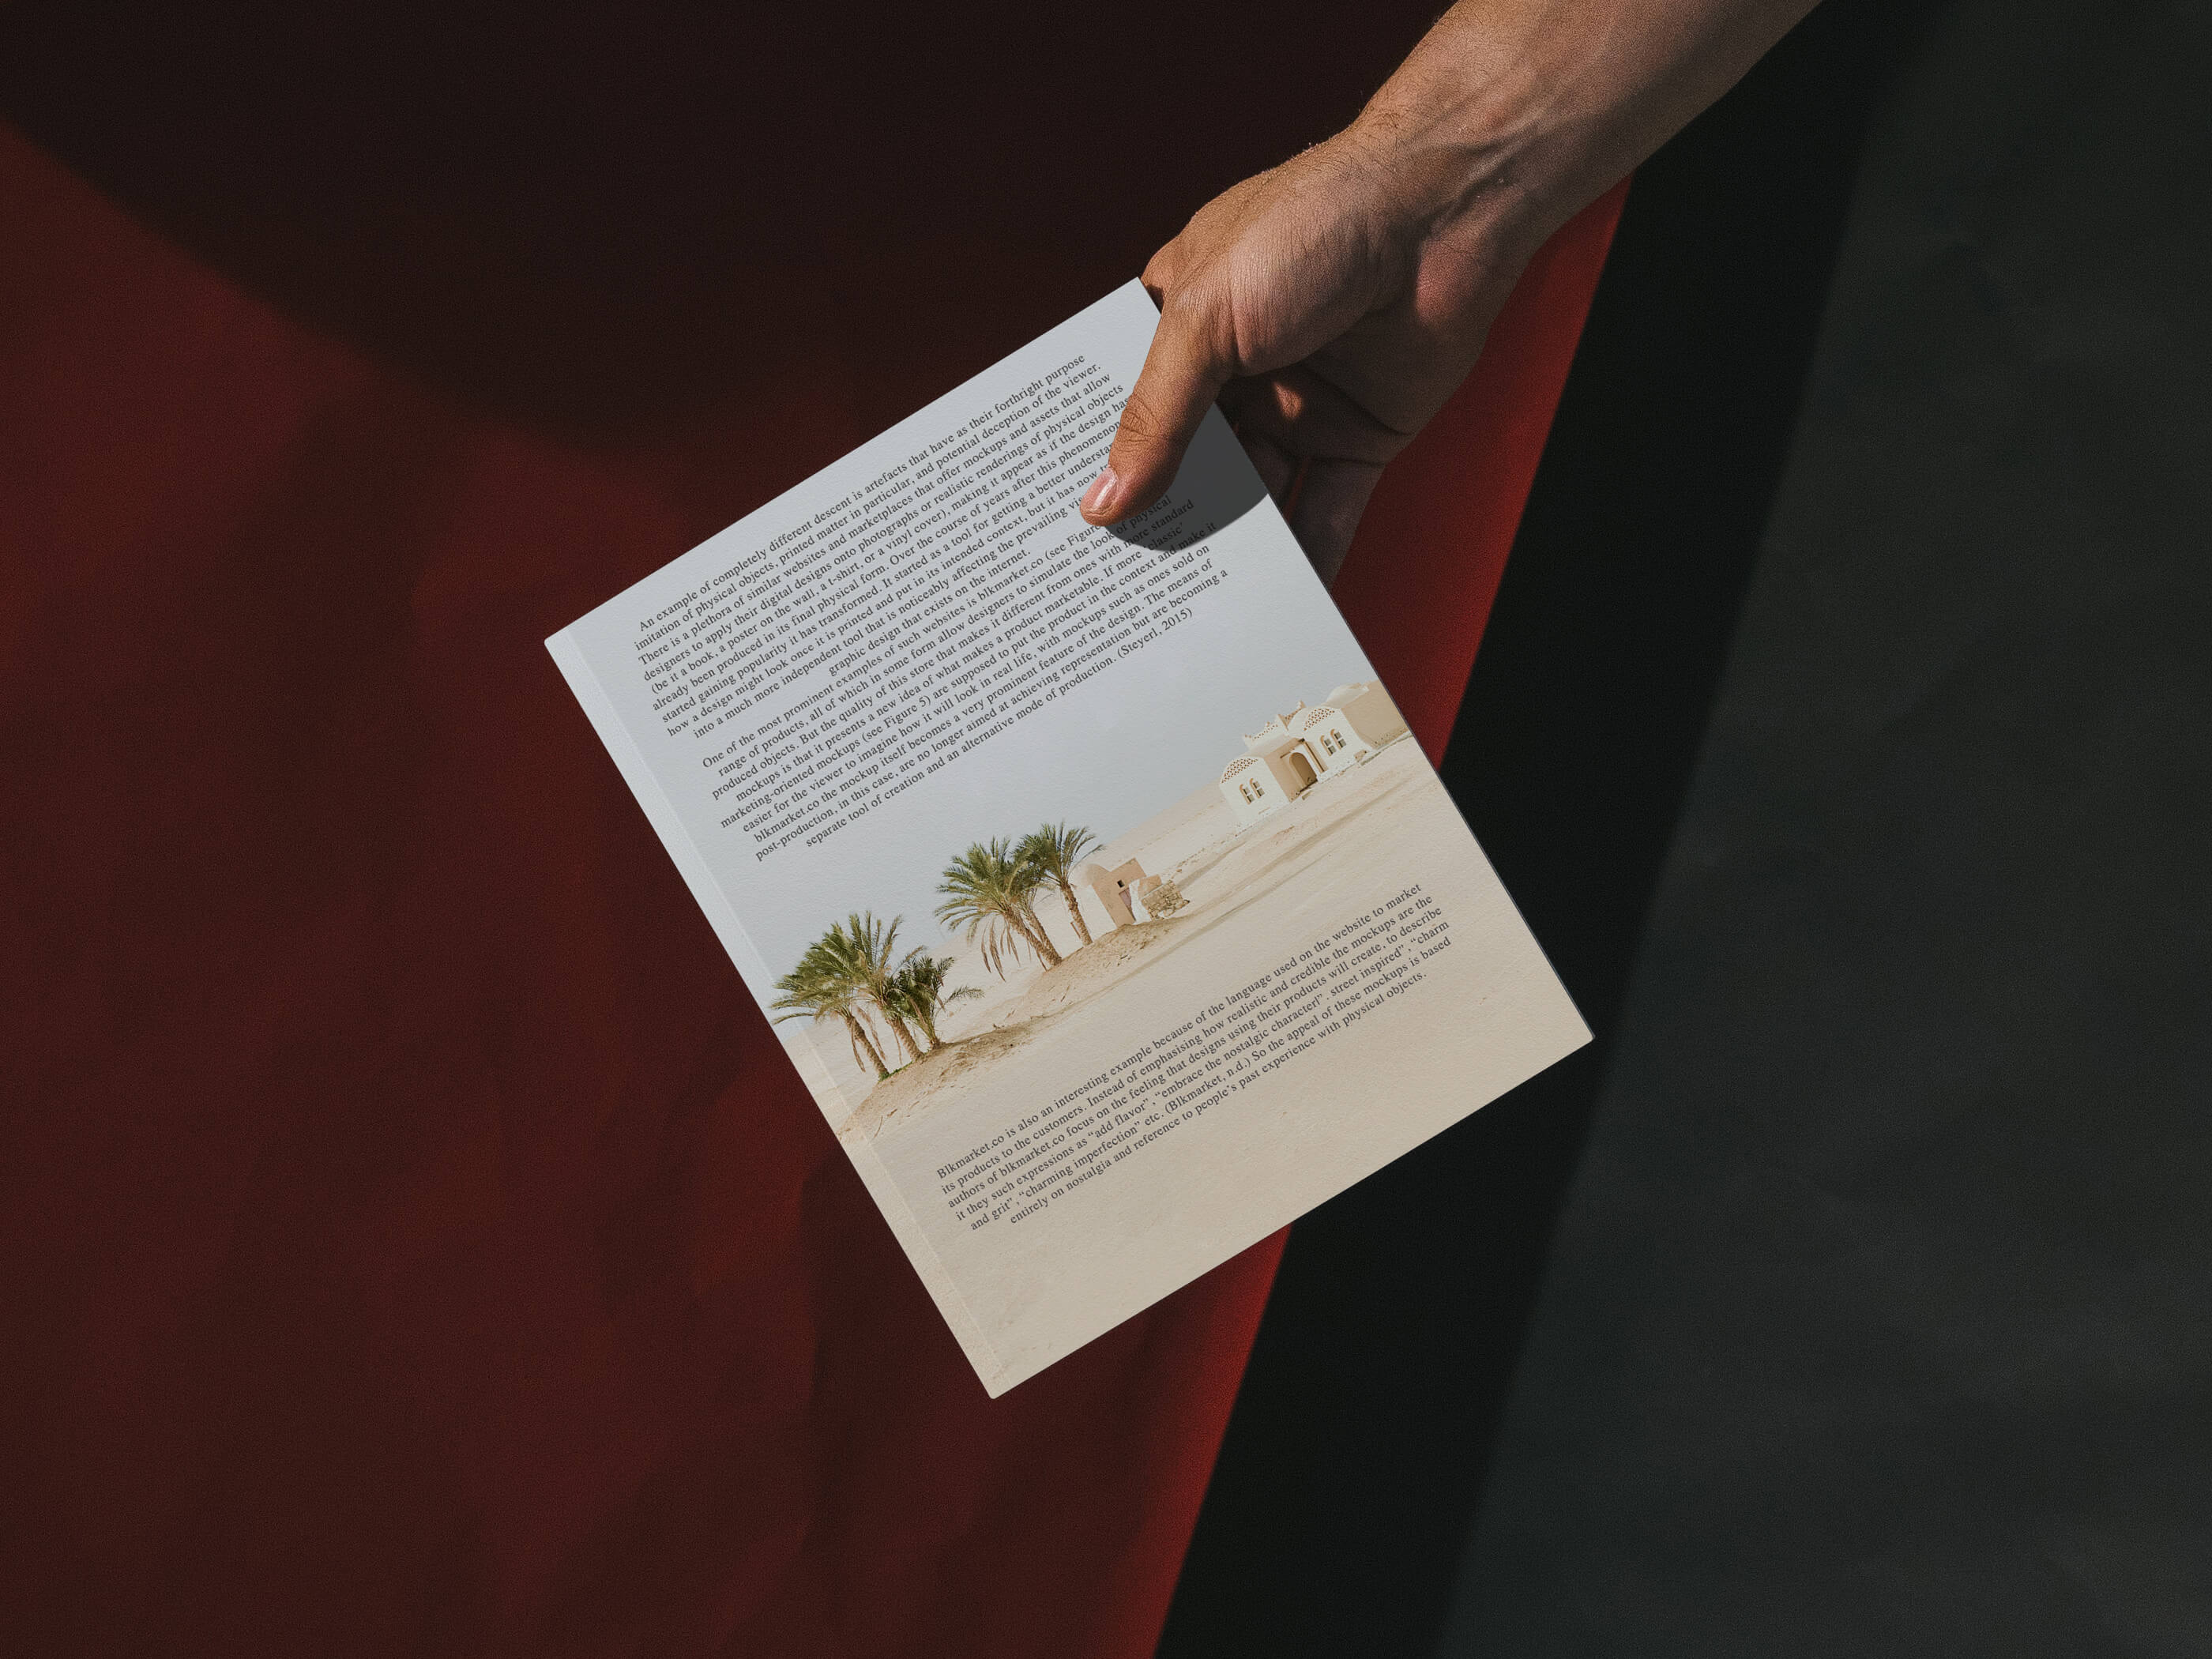 An example of completely different descent is artefacts that have as their forthright purpose
imitation of physical objects, printed matter in particular, and potential deception of the viewer.
There is a plethora of similar websites and marketplaces that offer mockups and assets that allow
designers to apply their digital designs onto photographs or realistic renderings of physical objects
(be it a book, a poster on the wall, a t-shirt, or a vinyl cover), making it appear as if the design has
already been produced in its final physical form. Over the course of years after this phenomenon
started gaining popularity it has transformed. It started as a tool for getting a better
how a design might look once it is printed and put in its intended context, but it has now
into a much more independent tool that is noticeably affecting the prevailing
graphic design that exists on the internet.
One of the most prominent examples of such websites is blkmarket.co (see Figure
range of products, all of which in some form allow designers to simulate the look of physical
produced objects. But the quality of this store that makes it different from ones with more standard
mockups is that it presents a new idea of what makes a product marketable. If more 'classic'
marketing-oriented mockups (see Figure 5) are supposed to put the product in the context and make it
easier for the viewer to imagine how it will look in real life, with mockups such as ones sold on
blkmarket.co the mockup itself becomes a very prominent feature of the design. The means of
post-production, in this case, are no longer aimed at achieving representation but are becoming a
separate tool of creation and an alternative mode of production. (Steyerl, 2015)
Blkmarket.co is also an interesting example because of the language used on the website to market
its products to the customers. Instead of emphasising how realistic and credible the mockups are the
authors of blkmarket.co focus on the feeling that designs using their products will create, to describe
it they such expressions as “add flavor”, “embrace the nostalgic character!” . street inspired” , “charm
and grit” , “charming imperfection” etc. (Blkmarket, n.d.) So the appeal of these mockups is based
entirely on nostalgia and reference to people's past experience with physical objects.